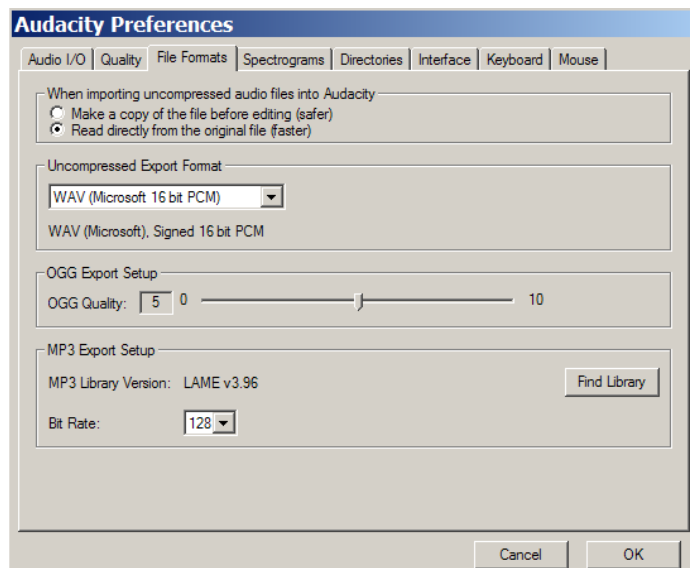 Audacity Preferences
Audio I/O Quality File Formats Spectrograms Directories Interface Keyboard Mouse
When importing uncompressed audio files into Audacity
Make a copy of the file before editing (safer)
Read directly from the original file (faster)
Uncompressed Export Format
WAV (Microsoft 16 bit PCM)
WAV (Microsoft), Signed 16 bit PCM
OGG Export Setup
OGG Quality: 5 0 10
MP3 Export Setup
MP3 Library Version: LAME v3.96 Find Library
Bit Rate: 128
Cancel OK